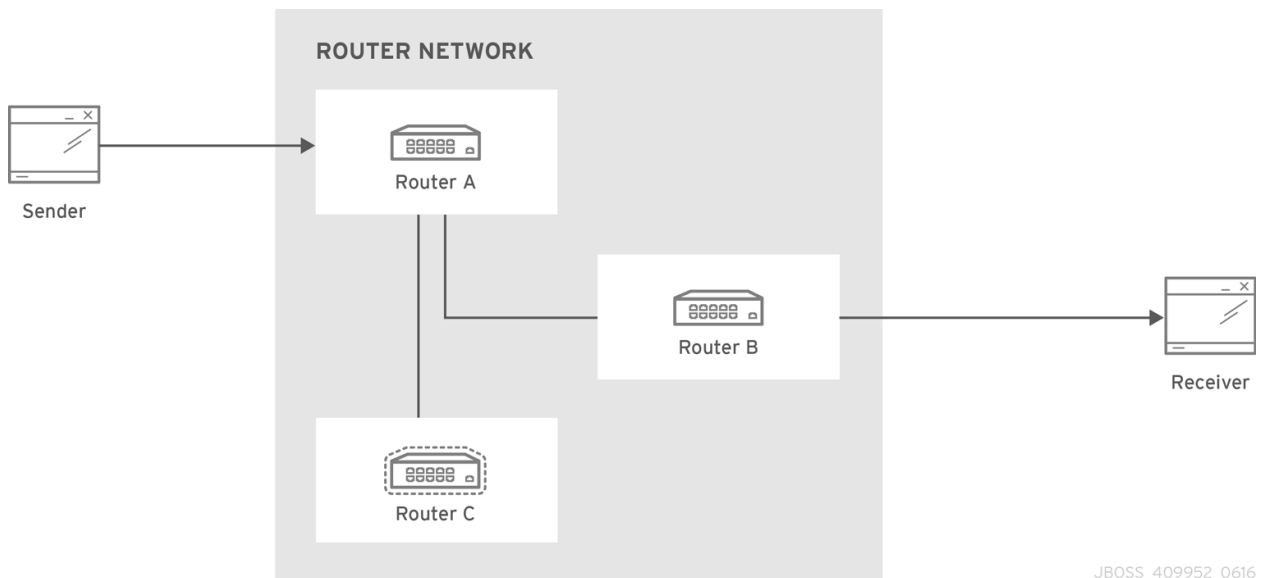 ROUTER NETWORK
Router A
Sender
Router B
Receiver
Router C
JBOSS_409952_0616